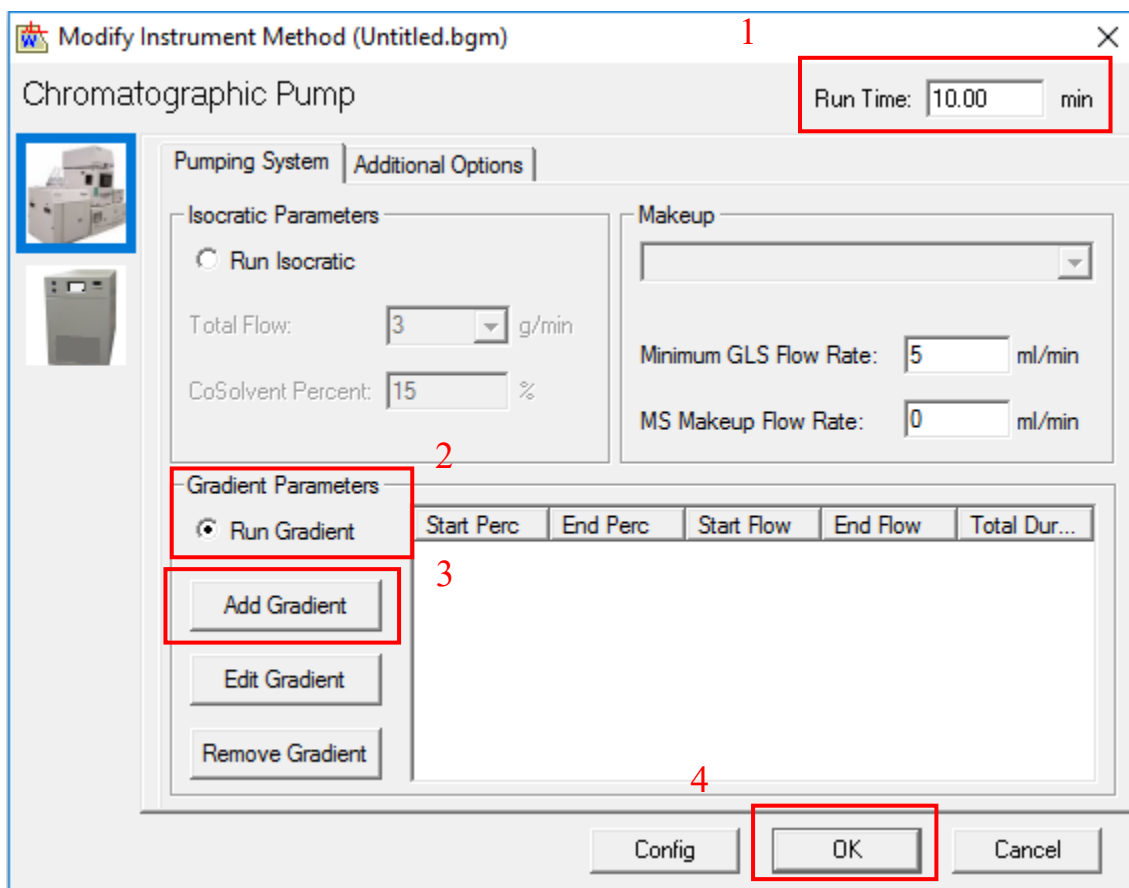 Modify Instrument Method (Untitled.bgm)
1
Chromatographic Pump
Run Time: 10.00 min
Pumping System Additional Options
Isocratic Parameters
Run Isocratic
Total Flow: 3 g/min
CoSolvent Percent: 15 %
Makeup
Minimum GLS Flow Rate: 5 ml/min
MS Makeup Flow Rate: 0 ml/min
2
Gradient Parameters
Run Gradient
Start Perc End Perc Start Flow End Flow Total Dur...
3
Add Gradient
Edit Gradient
Remove Gradient
4
Config OK Cancel